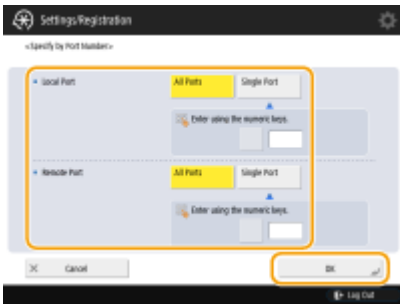 Settings/Registration
<Specify by Port Number>
Local Port
All Ports
Single Port
Enter using the numeric keys.
Remote Port
All Ports
Single Port
Enter using the numeric keys.
Cancel
OK
Log Out